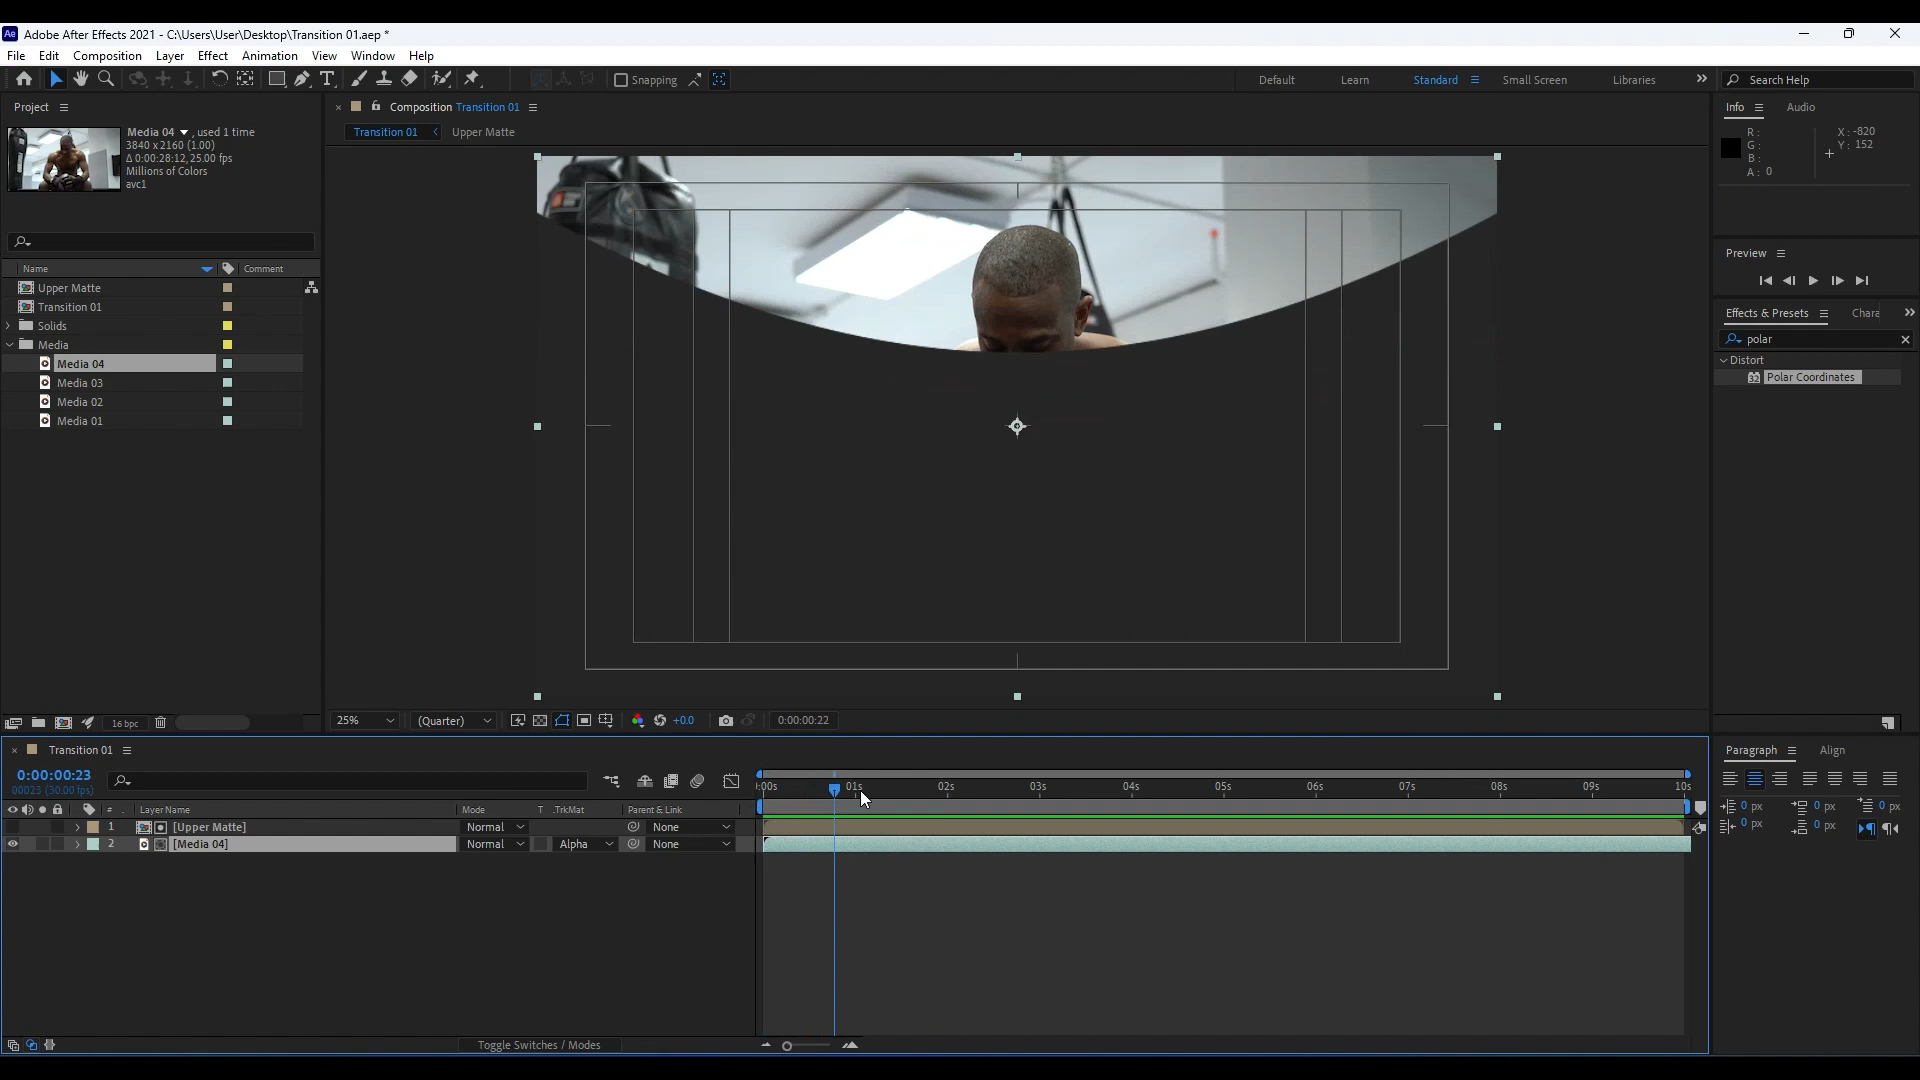 Ae Adobe After Effects 2021 - C:\Users\User\Desktop\Transition 01.aep *
File Edit Composition Layer Effect Animation View Window Help
Snapping Default Learn Standard Small Screen Libraries Search Help
Project
Media 04 , used 1 time
3840 x 2160 (1.00)
Δ 0:00:28:12, 25.00 fps
Millions of Colors
avc1
Name Comment
Upper Matte
Transition 01
Solids
Media
Media 04
Media 03
Media 02
Media 01
16 bpc
Composition Transition 01
Transition 01 Upper Matte
25% (Quarter) +0.0 0:00:00:22
Info Audio
R:
G:
B:
A: 0
X: -820
Y: 152
Preview
Effects & Presets Chara
polar
Distort
32 Polar Coordinates
Transition 01
0:00:00:23
00023 (30.00 fps)
:00s 01s 02s 03s 04s 05s 06s 07s 08s 09s 10s
# Layer Name Mode T .TrkMat Parent & Link
1 [Upper Matte] Normal None
2 [Media 04] Normal Alpha None
Toggle Switches / Modes
Paragraph Align
0 px 0 px 0 px
0 px 0 px